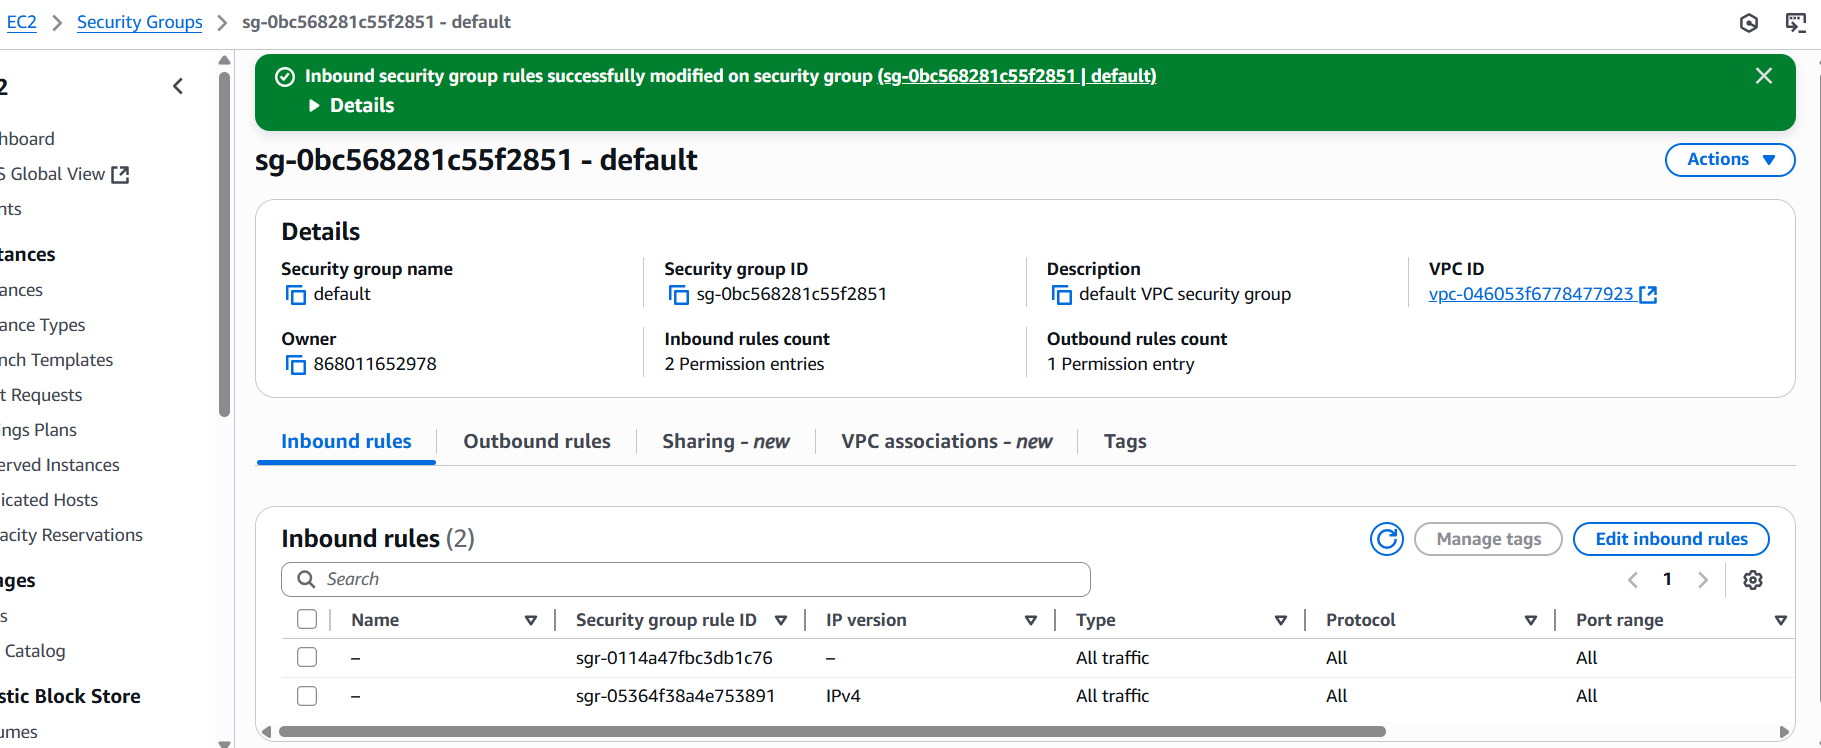 EC2 > Security Groups > sg-0bc568281c55f2851 - default
2
hboard
S Global View
nts
tances
ances
ance Types
nch Templates
t Requests
ings Plans
erved Instances
icated Hosts
acity Reservations
ages
s
Catalog
stic Block Store
umes
Inbound security group rules successfully modified on security group (sg-0bc568281c55f2851 | default)
Details
sg-0bc568281c55f2851 - default
Actions
Details
Security group name
default
Security group ID
sg-0bc568281c55f2851
Description
default VPC security group
VPC ID
vpc-046053f6778477923
Owner
868011652978
Inbound rules count
2 Permission entries
Outbound rules count
1 Permission entry
Inbound rules
Outbound rules
Sharing - new
VPC associations - new
Tags
Inbound rules (2)
Manage tags
Edit inbound rules
Search
1
Name Security group rule ID IP version Type Protocol Port range
– sgr-0114a47fbc3db1c76 – All traffic All All
– sgr-05364f38a4e753891 IPv4 All traffic All All